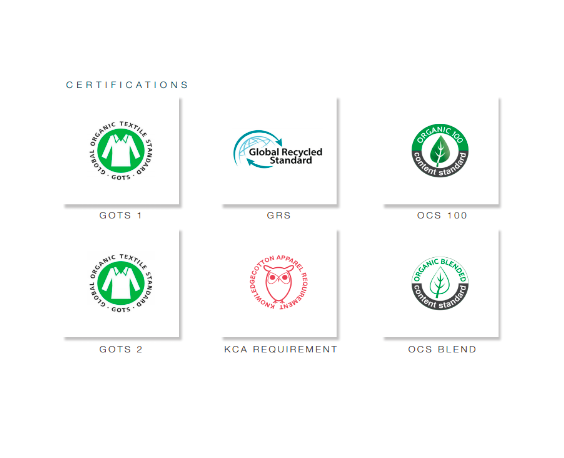 CERTIFICATIONS
GLOBAL ORGANIC TEXTILE STANDARD
· GOTS ·
GOTS 1
Global Recycled
Standard
GRS
ORGANIC 100
content standard
OCS 100
GLOBAL ORGANIC TEXTILE STANDARD
· GOTS ·
GOTS 2
KNOWLEDGECOTTON APPAREL REQUIREMENT
KCA REQUIREMENT
ORGANIC BLENDED
content standard
OCS BLEND